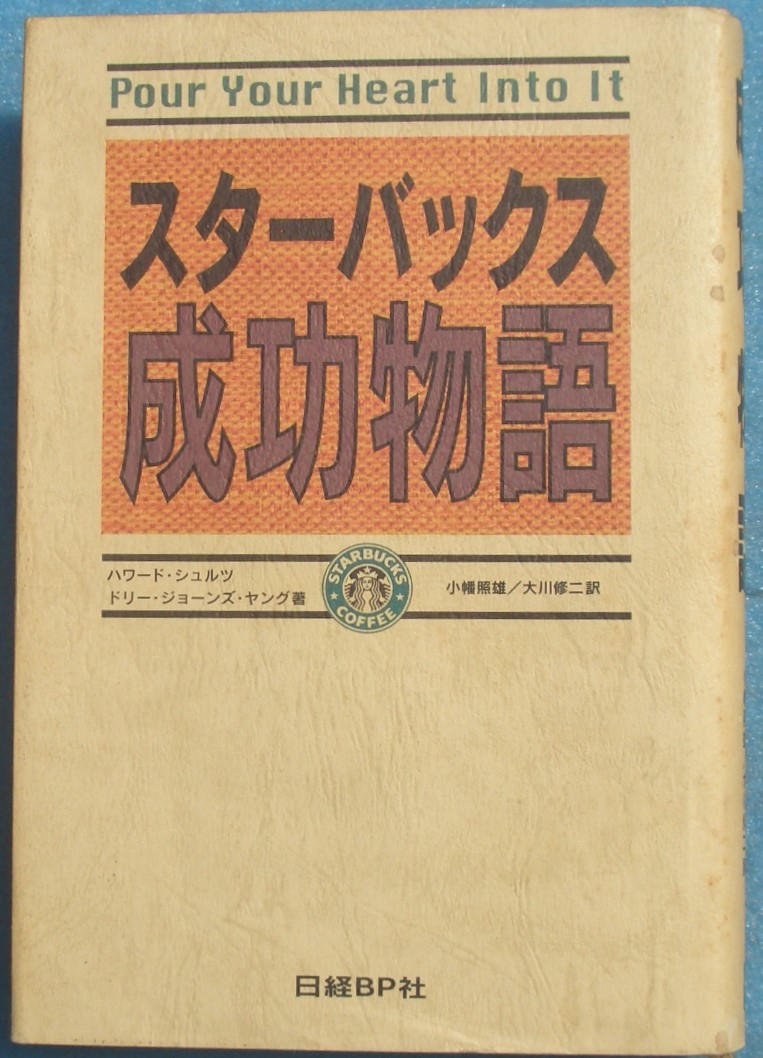 Pour Your Heart Into It
スターバックス
成功物語
ハワード・シュルツ
ドリー・ジョーンズ・ヤング著
STARBUCKS
COFFEE
小幡照雄／大川修二訳
日経BP社